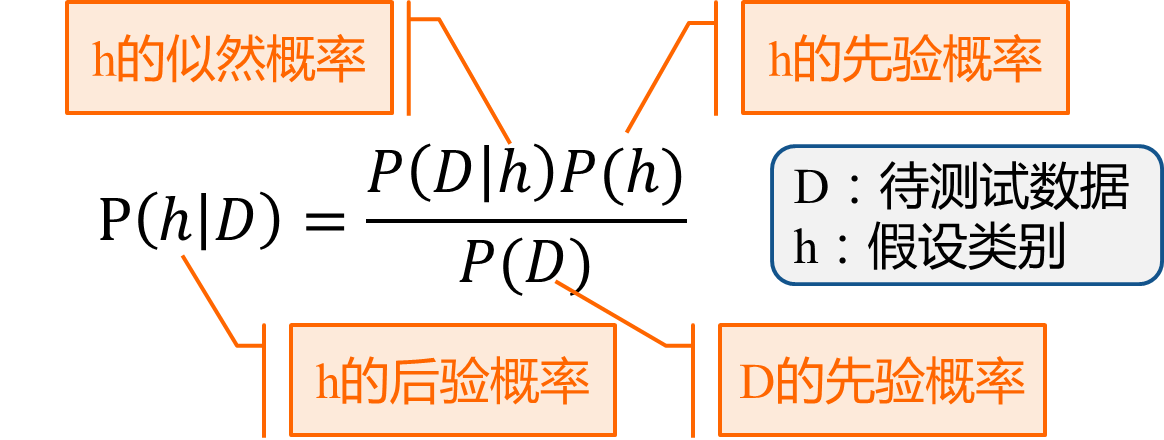 h的似然概率
h的先验概率
P(h|D) = P(D|h)P(h) / P(D)
D：待测试数据
h：假设类别
h的后验概率
D的先验概率